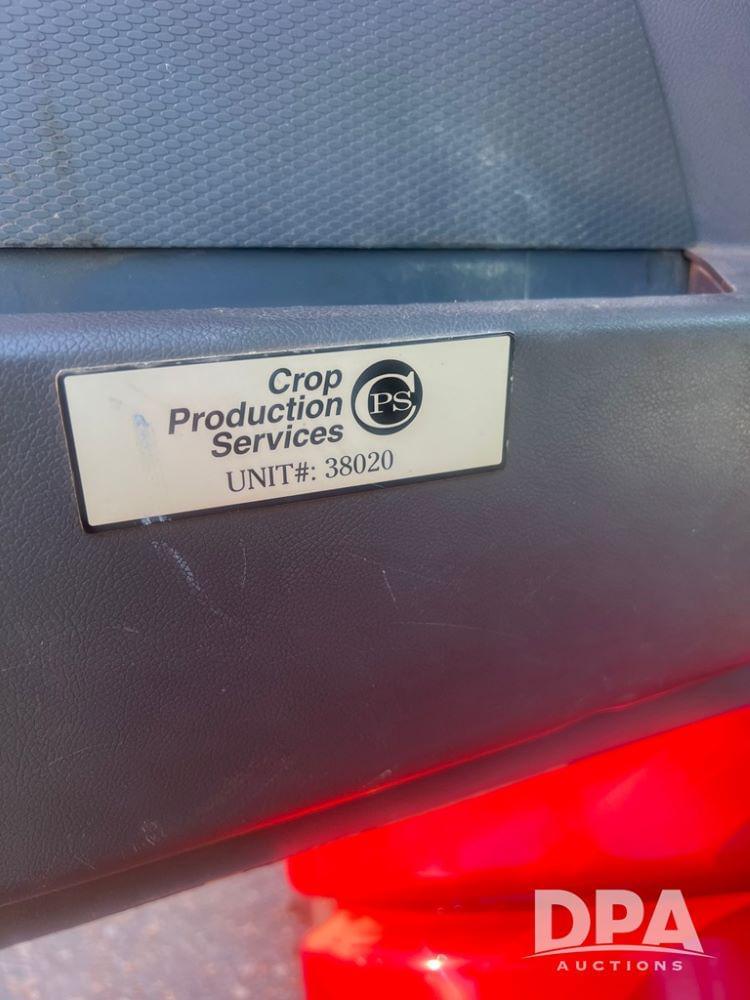 Crop
Production
Services
CPS
UNIT#: 38020
DPA
AUCTIONS